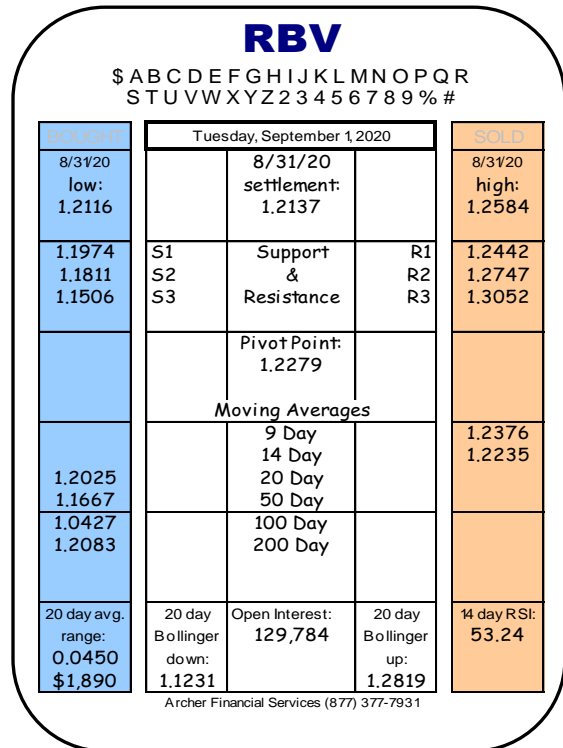 RBV
$ A B C D E F G H I J K L M N O P Q R
S T U V W X Y Z 2 3 4 5 6 7 8 9 % #
BOUGHT Tuesday, September 1, 2020 SOLD
8/31/20 8/31/20 8/31/20
low: settlement: high:
1.2116 1.2137 1.2584
1.1974 S1 Support R1 1.2442
1.1811 S2 & R2 1.2747
1.1506 S3 Resistance R3 1.3052
Pivot Point:
1.2279
Moving Averages
9 Day 1.2376
14 Day 1.2235
1.2025 20 Day
1.1667 50 Day
1.0427 100 Day
1.2083 200 Day
20 day avg. 20 day Open Interest: 20 day 14 day RSI:
range: Bollinger 129,784 Bollinger 53.24
0.0450 down: up:
$1,890 1.1231 1.2819
Archer Financial Services (877) 377-7931